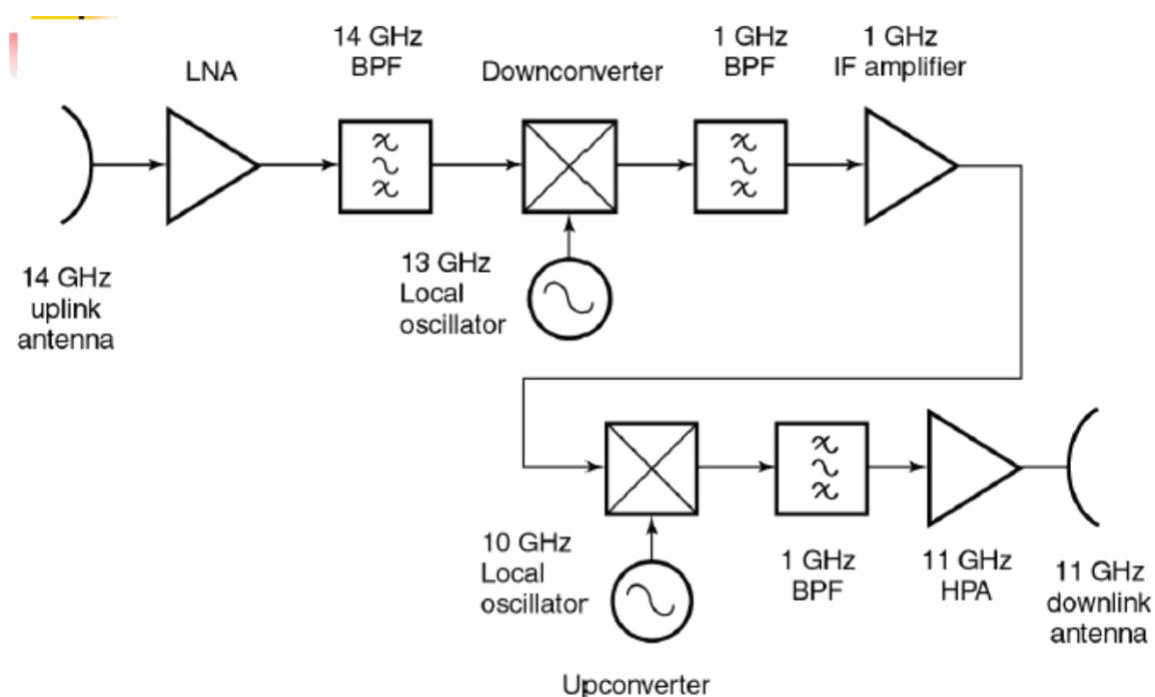 LNA
14 GHz
BPF
Downconverter
1 GHz
BPF
1 GHz
IF amplifier
14 GHz
uplink
antenna
13 GHz
Local
oscillator
10 GHz
Local
oscillator
Upconverter
1 GHz
BPF
11 GHz
HPA
11 GHz
downlink
antenna